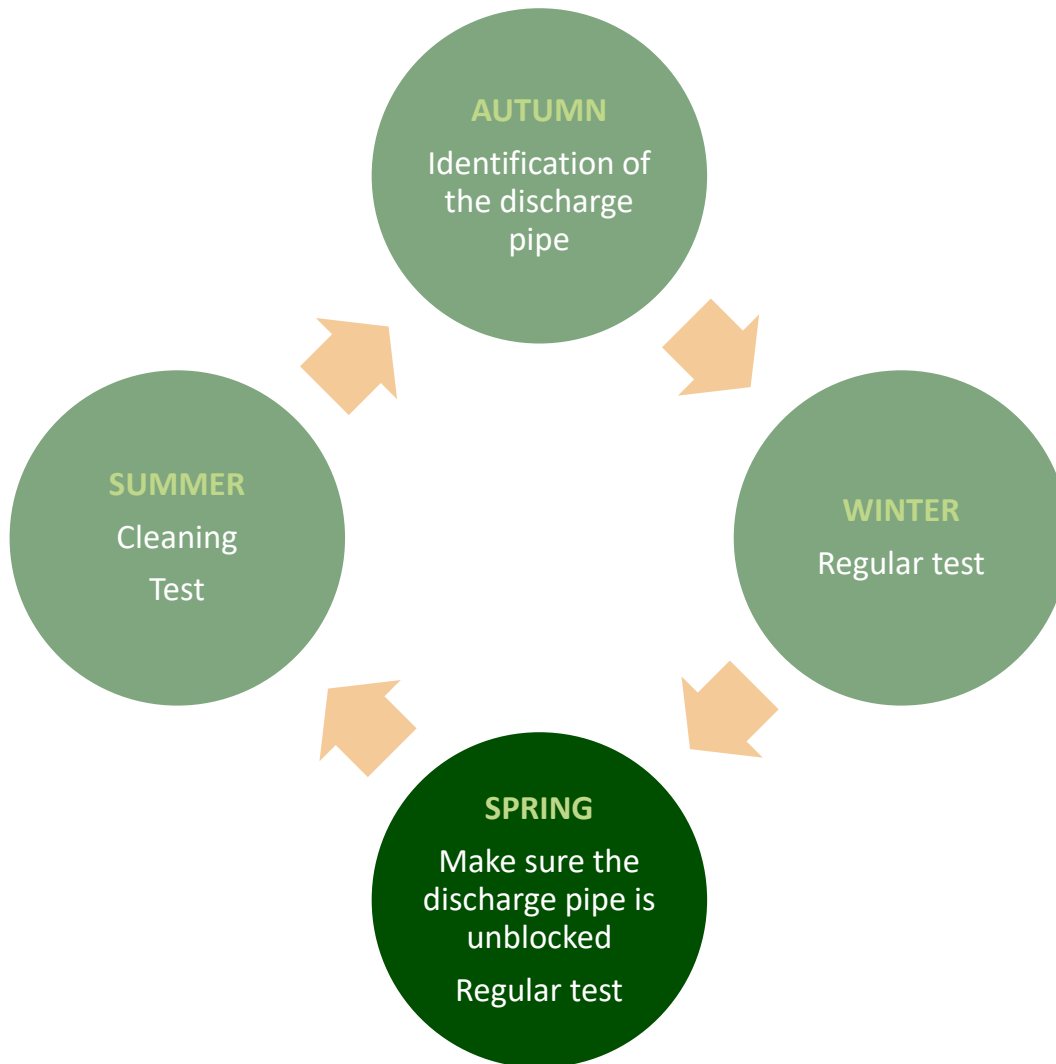 AUTUMN
Identification of
the discharge
pipe
SUMMER
Cleaning
Test
WINTER
Regular test
SPRING
Make sure the
discharge pipe is
unblocked
Regular test